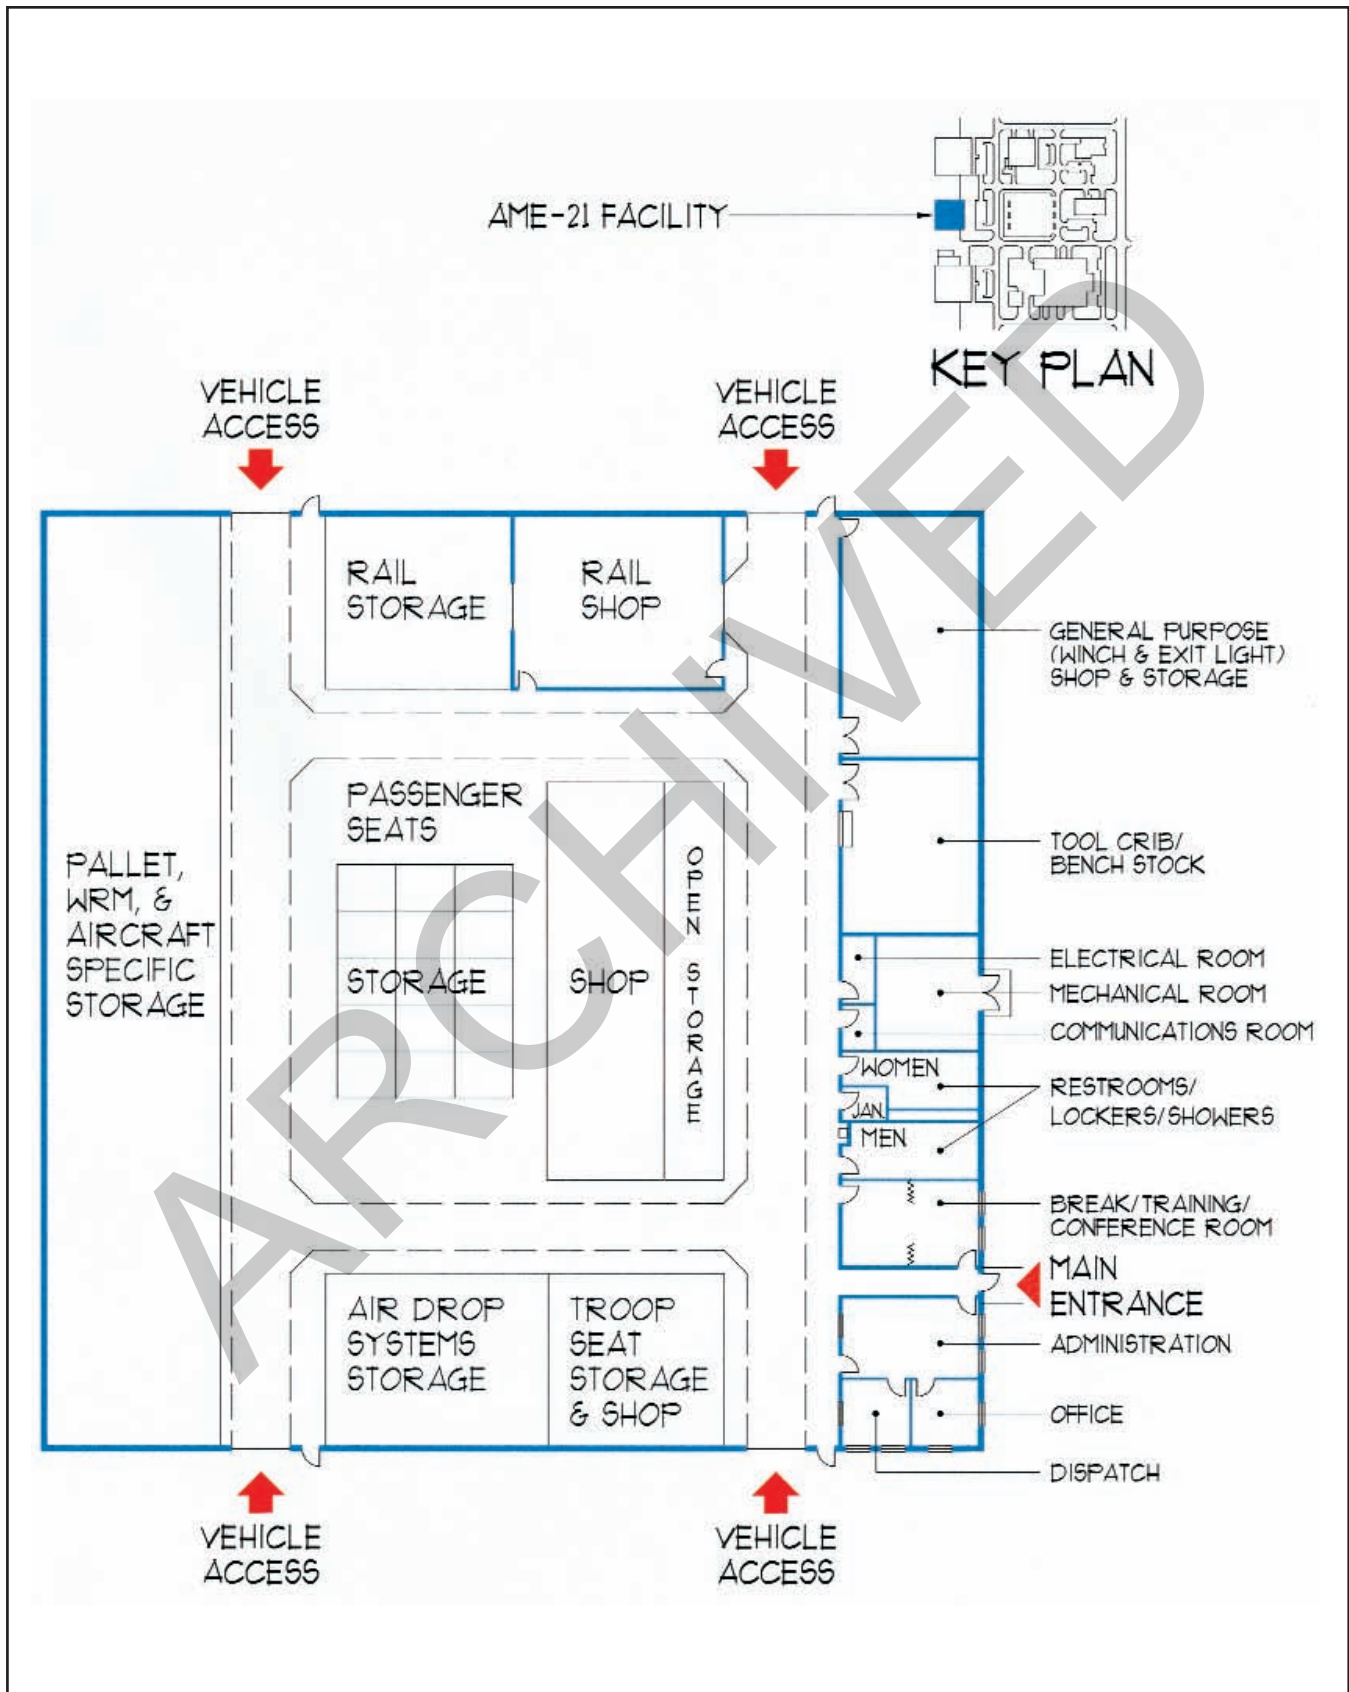 AME-21 FACILITY
KEY PLAN
VEHICLE
ACCESS
VEHICLE
ACCESS
RAIL
STORAGE
RAIL
SHOP
GENERAL PURPOSE
(WINCH & EXIT LIGHT)
SHOP & STORAGE
PASSENGER
SEATS
PALLET,
WRM, &
AIRCRAFT
SPECIFIC
STORAGE
STORAGE
SHOP
OPEN STORAGE
TOOL CRIB/
BENCH STOCK
ELECTRICAL ROOM
MECHANICAL ROOM
COMMUNICATIONS ROOM
WOMEN
JAN.
MEN
RESTROOMS/
LOCKERS/SHOWERS
BREAK/TRAINING/
CONFERENCE ROOM
MAIN
ENTRANCE
AIR DROP
SYSTEMS
STORAGE
TROOP
SEAT
STORAGE
& SHOP
ADMINISTRATION
OFFICE
DISPATCH
VEHICLE
ACCESS
VEHICLE
ACCESS
ARCHIVED